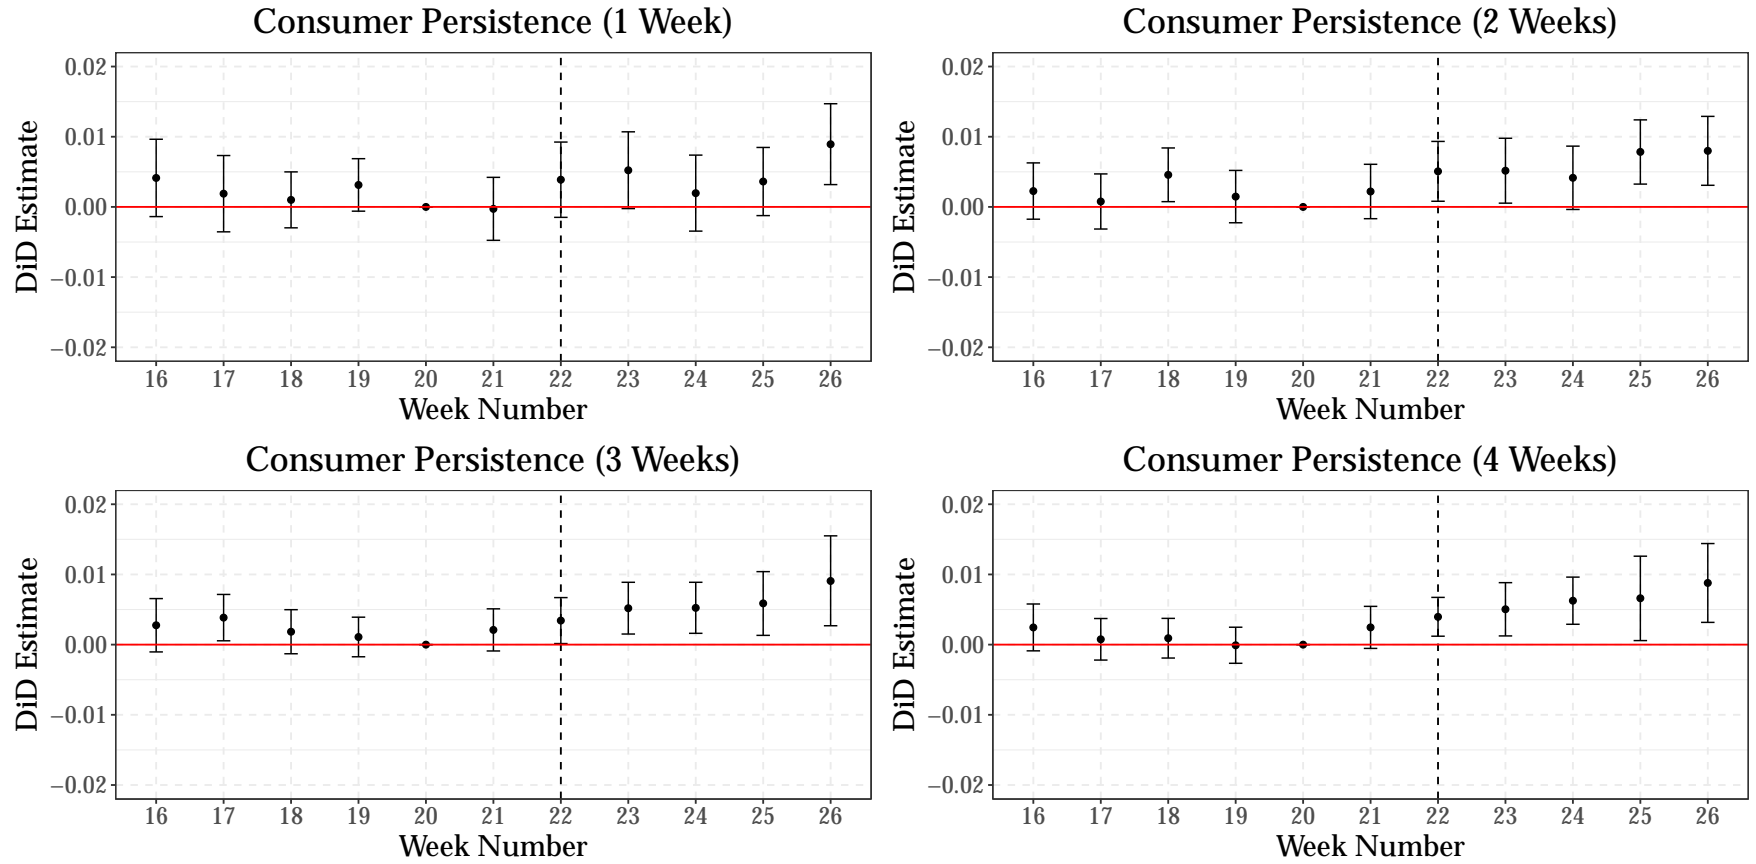 Consumer Persistence (1 Week)
DiD Estimate
0.02
0.01
0.00
−0.01
−0.02
16 17 18 19 20 21 22 23 24 25 26
Week Number
Consumer Persistence (2 Weeks)
DiD Estimate
0.02
0.01
0.00
−0.01
−0.02
16 17 18 19 20 21 22 23 24 25 26
Week Number
Consumer Persistence (3 Weeks)
DiD Estimate
0.02
0.01
0.00
−0.01
−0.02
16 17 18 19 20 21 22 23 24 25 26
Week Number
Consumer Persistence (4 Weeks)
DiD Estimate
0.02
0.01
0.00
−0.01
−0.02
16 17 18 19 20 21 22 23 24 25 26
Week Number